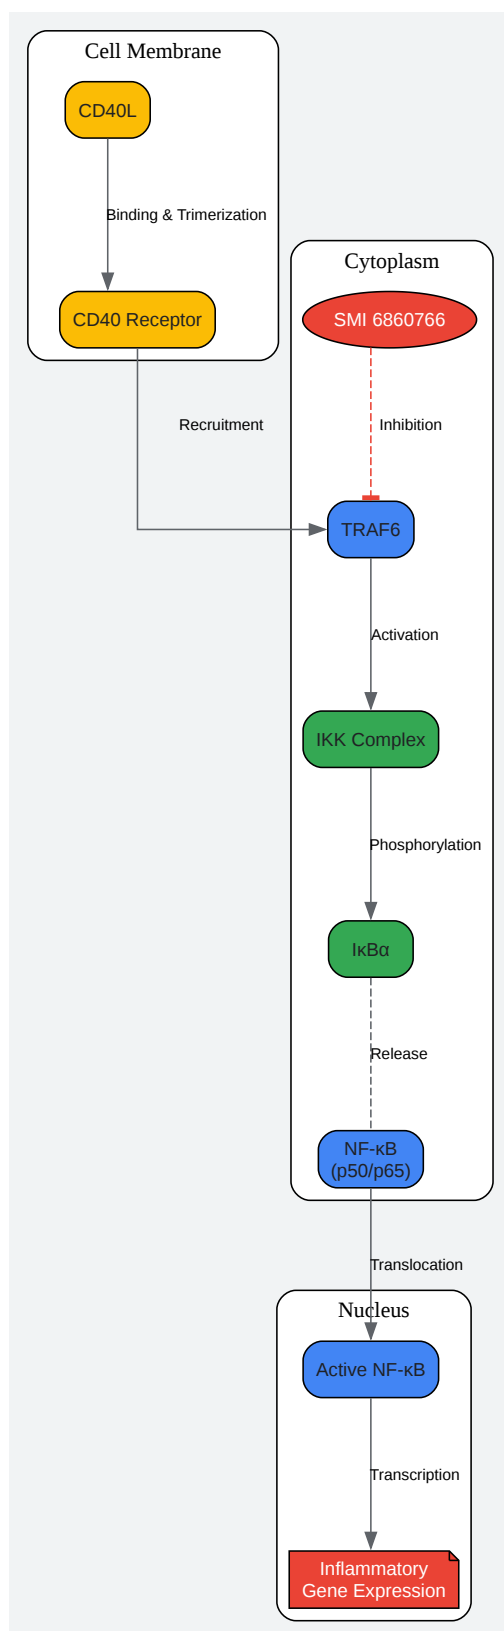 Cell Membrane
CD40L
Binding & Trimerization
CD40 Receptor
Recruitment
Cytoplasm
SMI 6860766
Inhibition
TRAF6
Activation
IKK Complex
Phosphorylation
IκBα
Release
NF-κB
(p50/p65)
Translocation
Nucleus
Active NF-κB
Transcription
Inflammatory
Gene Expression